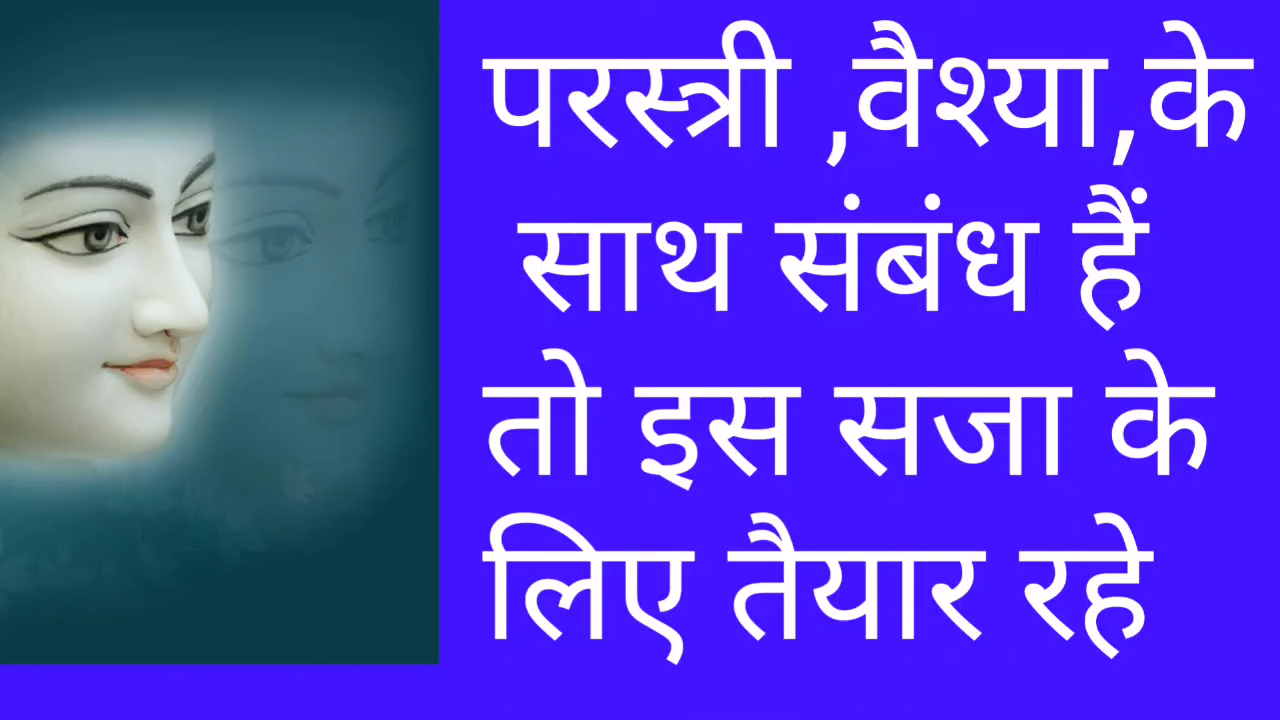 परस्त्री ,वैश्या,के
साथ संबंध हैं
तो इस सजा के
लिए तैयार रहे